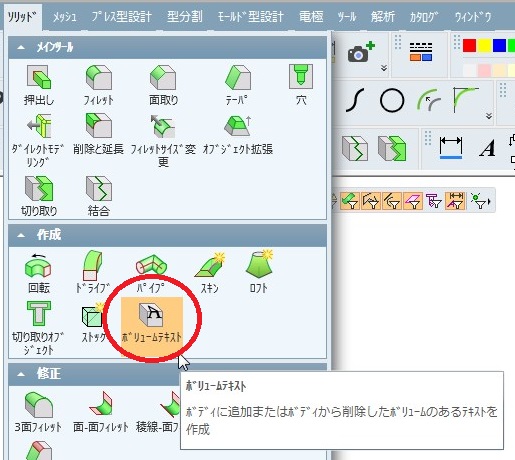 ｿﾘｯﾄﾞ ﾒｯｼｭ ﾌﾟﾚｽ型設計 型分割 ﾓｰﾙﾄﾞ型設計 電極 ﾂｰﾙ 解析 ｶﾀﾛｸﾞ ｳｨﾝﾄﾞｳ
ﾒｲﾝﾂｰﾙ
押出し ﾌｨﾚｯﾄ 面取り ﾃｰﾊﾟ 穴
ﾀﾞｲﾚｸﾄﾓﾃﾞ 削除と延長 ﾌｨﾚｯﾄｻｲｽﾞ変 ｵﾌﾞｼﾞｪｸﾄ拡張
ﾘﾝｸﾞ 更
切り取り 結合
作成
回転 ﾄﾞﾗｲﾌﾞ ﾊﾟｲﾌﾟ ｽｷﾝ ﾛﾌﾄ
切り取りｵﾌﾞ ｽﾄｯｸ ﾎﾞﾘｭｰﾑﾃｷｽﾄ
ｼﾞｪｸﾄ
修正
3面ﾌｨﾚｯﾄ 面-面ﾌｨﾚｯﾄ 稜線-面ﾌ
ﾎﾞﾘｭｰﾑﾃｷｽﾄ
ﾎﾞﾃﾞｨに追加またはﾎﾞﾃﾞｨから削除したﾎﾞﾘｭｰﾑのあるﾃｷｽﾄを
作成
A